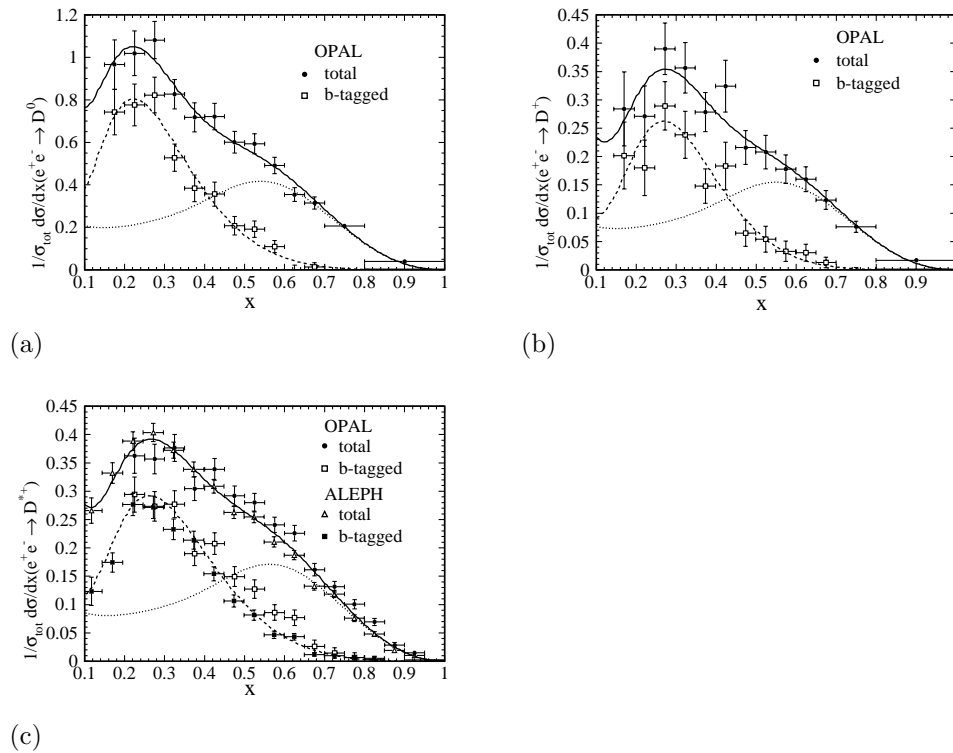 1/σ_tot dσ/dx(e⁺e⁻ → D⁰)
1.2
1
0.8
0.6
0.4
0.2
0
0.1 0.2 0.3 0.4 0.5 0.6 0.7 0.8 0.9 1
x
OPAL
total
b-tagged
(a)
1/σ_tot dσ/dx(e⁺e⁻ → D⁺)
0.45
0.4
0.35
0.3
0.25
0.2
0.15
0.1
0.05
0
0.1 0.2 0.3 0.4 0.5 0.6 0.7 0.8 0.9
x
OPAL
total
b-tagged
(b)
1/σ_tot dσ/dx(e⁺e⁻ → D*⁺)
0.45
0.4
0.35
0.3
0.25
0.2
0.15
0.1
0.05
0
0.1 0.2 0.3 0.4 0.5 0.6 0.7 0.8 0.9 1
x
OPAL
total
b-tagged
ALEPH
total
b-tagged
(c)